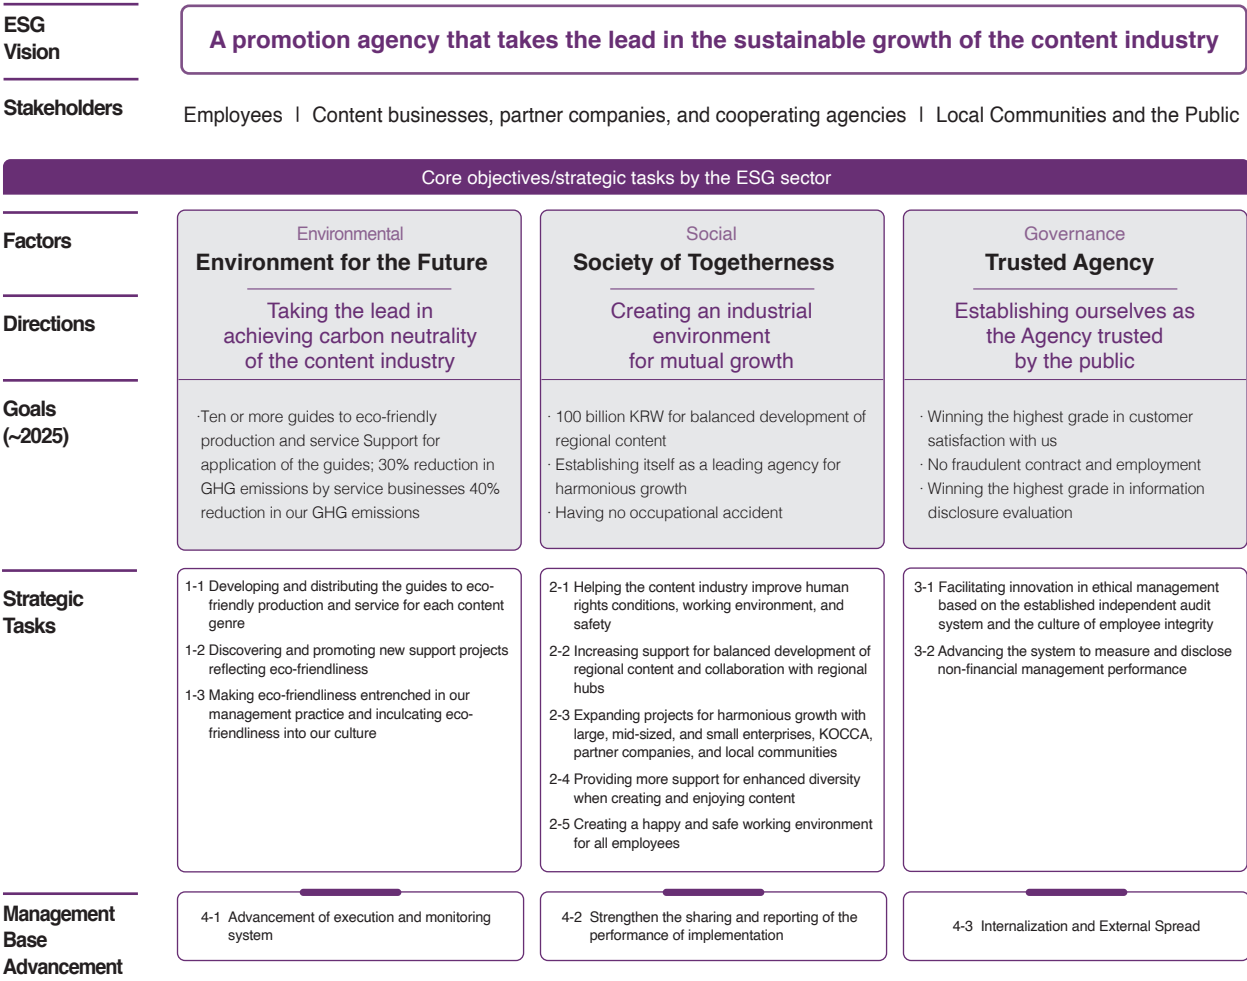 ESG
Vision
A promotion agency that takes the lead in the sustainable growth of the content industry
Stakeholders
Employees | Content businesses, partner companies, and cooperating agencies | Local Communities and the Public
Core objectives/strategic tasks by the ESG sector
Factors
Environmental
Environment for the Future
Social
Society of Togetherness
Governance
Trusted Agency
Directions
Taking the lead in
achieving carbon neutrality
of the content industry
Creating an industrial
environment
for mutual growth
Establishing ourselves as
the Agency trusted
by the public
Goals
(~2025)
·Ten or more guides to eco-friendly
production and service Support for
application of the guides; 30% reduction in
GHG emissions by service businesses 40%
reduction in our GHG emissions
· 100 billion KRW for balanced development of
regional content
· Establishing itself as a leading agency for
harmonious growth
· Having no occupational accident
· Winning the highest grade in customer
satisfaction with us
· No fraudulent contract and employment
· Winning the highest grade in information
disclosure evaluation
Strategic
Tasks
1-1 Developing and distributing the guides to eco-
friendly production and service for each content
genre
1-2 Discovering and promoting new support projects
reflecting eco-friendliness
1-3 Making eco-friendliness entrenched in our
management practice and inculcating eco-
friendliness into our culture
2-1 Helping the content industry improve human
rights conditions, working environment, and
safety
2-2 Increasing support for balanced development of
regional content and collaboration with regional
hubs
2-3 Expanding projects for harmonious growth with
large, mid-sized, and small enterprises, KOCCA,
partner companies, and local communities
2-4 Providing more support for enhanced diversity
when creating and enjoying content
2-5 Creating a happy and safe working environment
for all employees
3-1 Facilitating innovation in ethical management
based on the established independent audit
system and the culture of employee integrity
3-2 Advancing the system to measure and disclose
non-financial management performance
Management
Base
Advancement
4-1 Advancement of execution and monitoring
system
4-2 Strengthen the sharing and reporting of the
performance of implementation
4-3 Internalization and External Spread